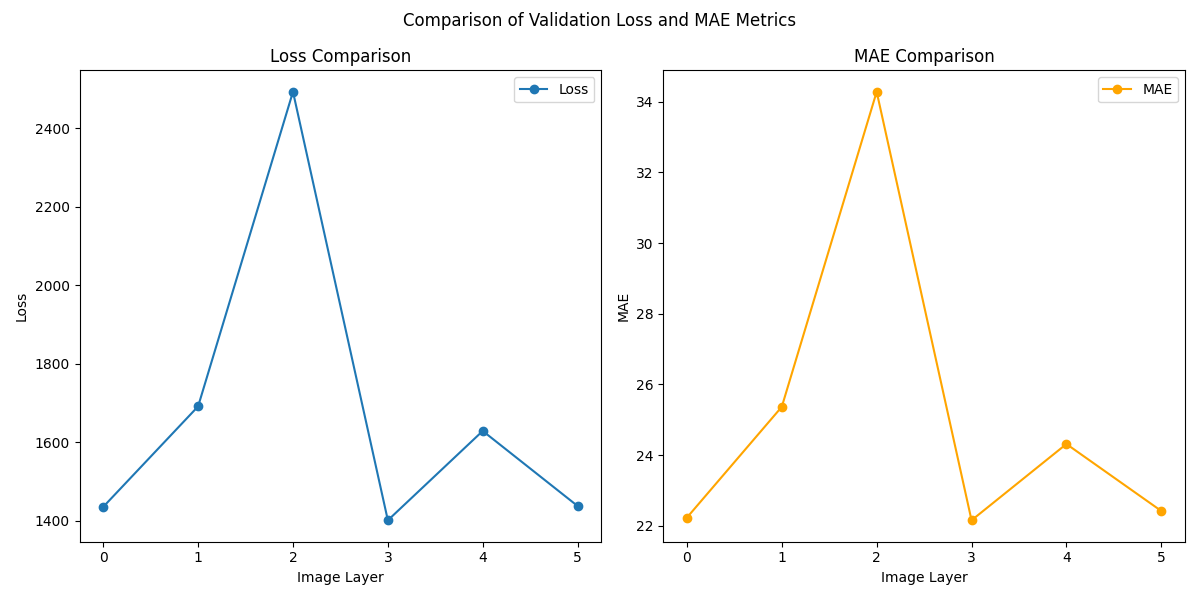 Comparison of Validation Loss and MAE Metrics
Loss Comparison
Loss
2400
2200
2000
1800
1600
1400
Loss
0 1 2 3 4 5
Image Layer
MAE Comparison
MAE
34
32
30
28
26
24
22
MAE
0 1 2 3 4 5
Image Layer